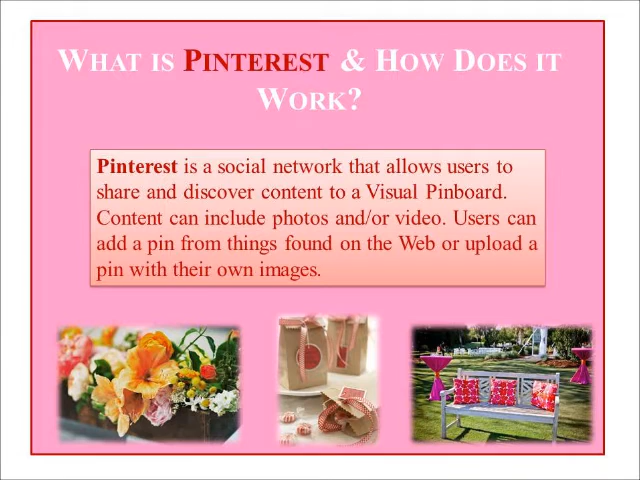 WHAT IS PINTEREST & HOW DOES IT
WORK?
Pinterest is a social network that allows users to
share and discover content to a Visual Pinboard.
Content can include photos and/or video. Users can
add a pin from things found on the Web or upload a
pin with their own images.